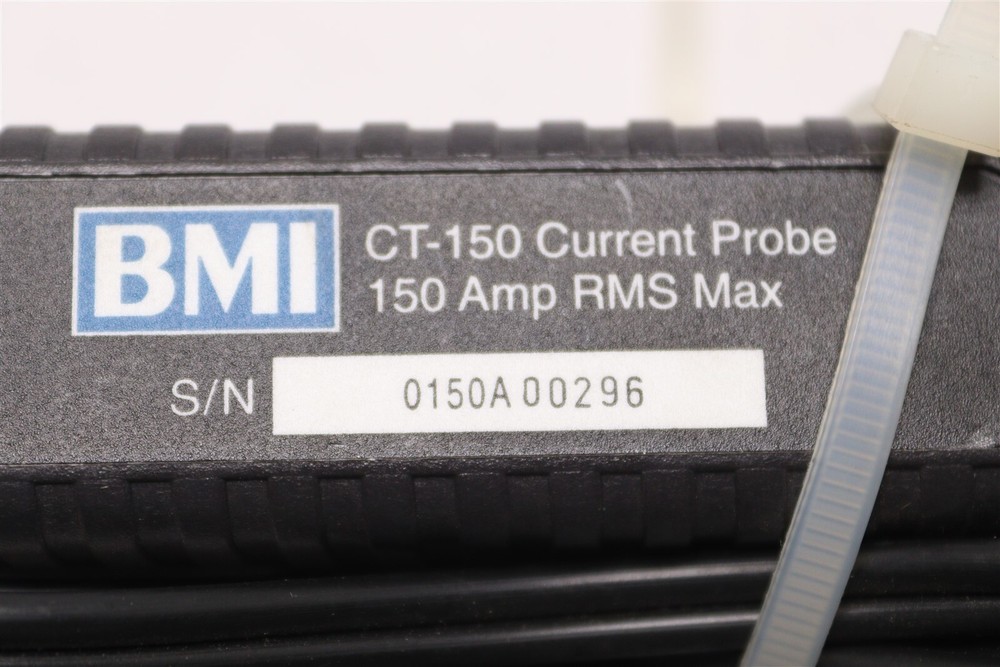 BMI
CT-150 Current Probe
150 Amp RMS Max
S/N 0150A00296